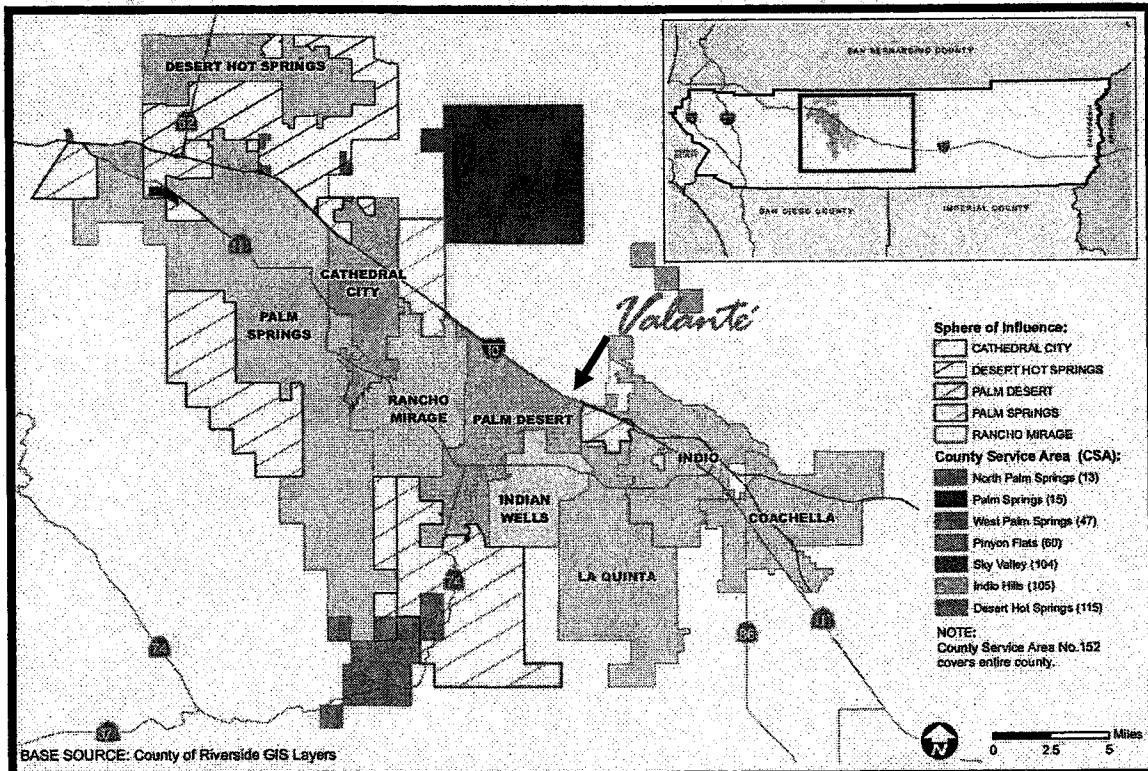 DESERT HOT SPRINGS
62
111
CATHEDRAL
CITY
PALM
SPRINGS
10
RANCHO
MIRAGE
PALM DESERT
Valanté
INDIO
INDIAN
WELLS
COACHELLA
LA QUINTA
74
74
86
111
SAN BERNARDINO COUNTY
SAN DIEGO COUNTY
IMPERIAL COUNTY
Sphere of Influence:
CATHEDRAL CITY
DESERT HOT SPRINGS
PALM DESERT
PALM SPRINGS
RANCHO MIRAGE
County Service Area (CSA):
North Palm Springs (13)
Palm Springs (15)
West Palm Springs (47)
Pinyon Flats (60)
Sky Valley (104)
Indio Hills (105)
Desert Hot Springs (115)
NOTE:
County Service Area No.152
covers entire county.
BASE SOURCE: County of Riverside GIS Layers
N
Miles
0 2.5 5